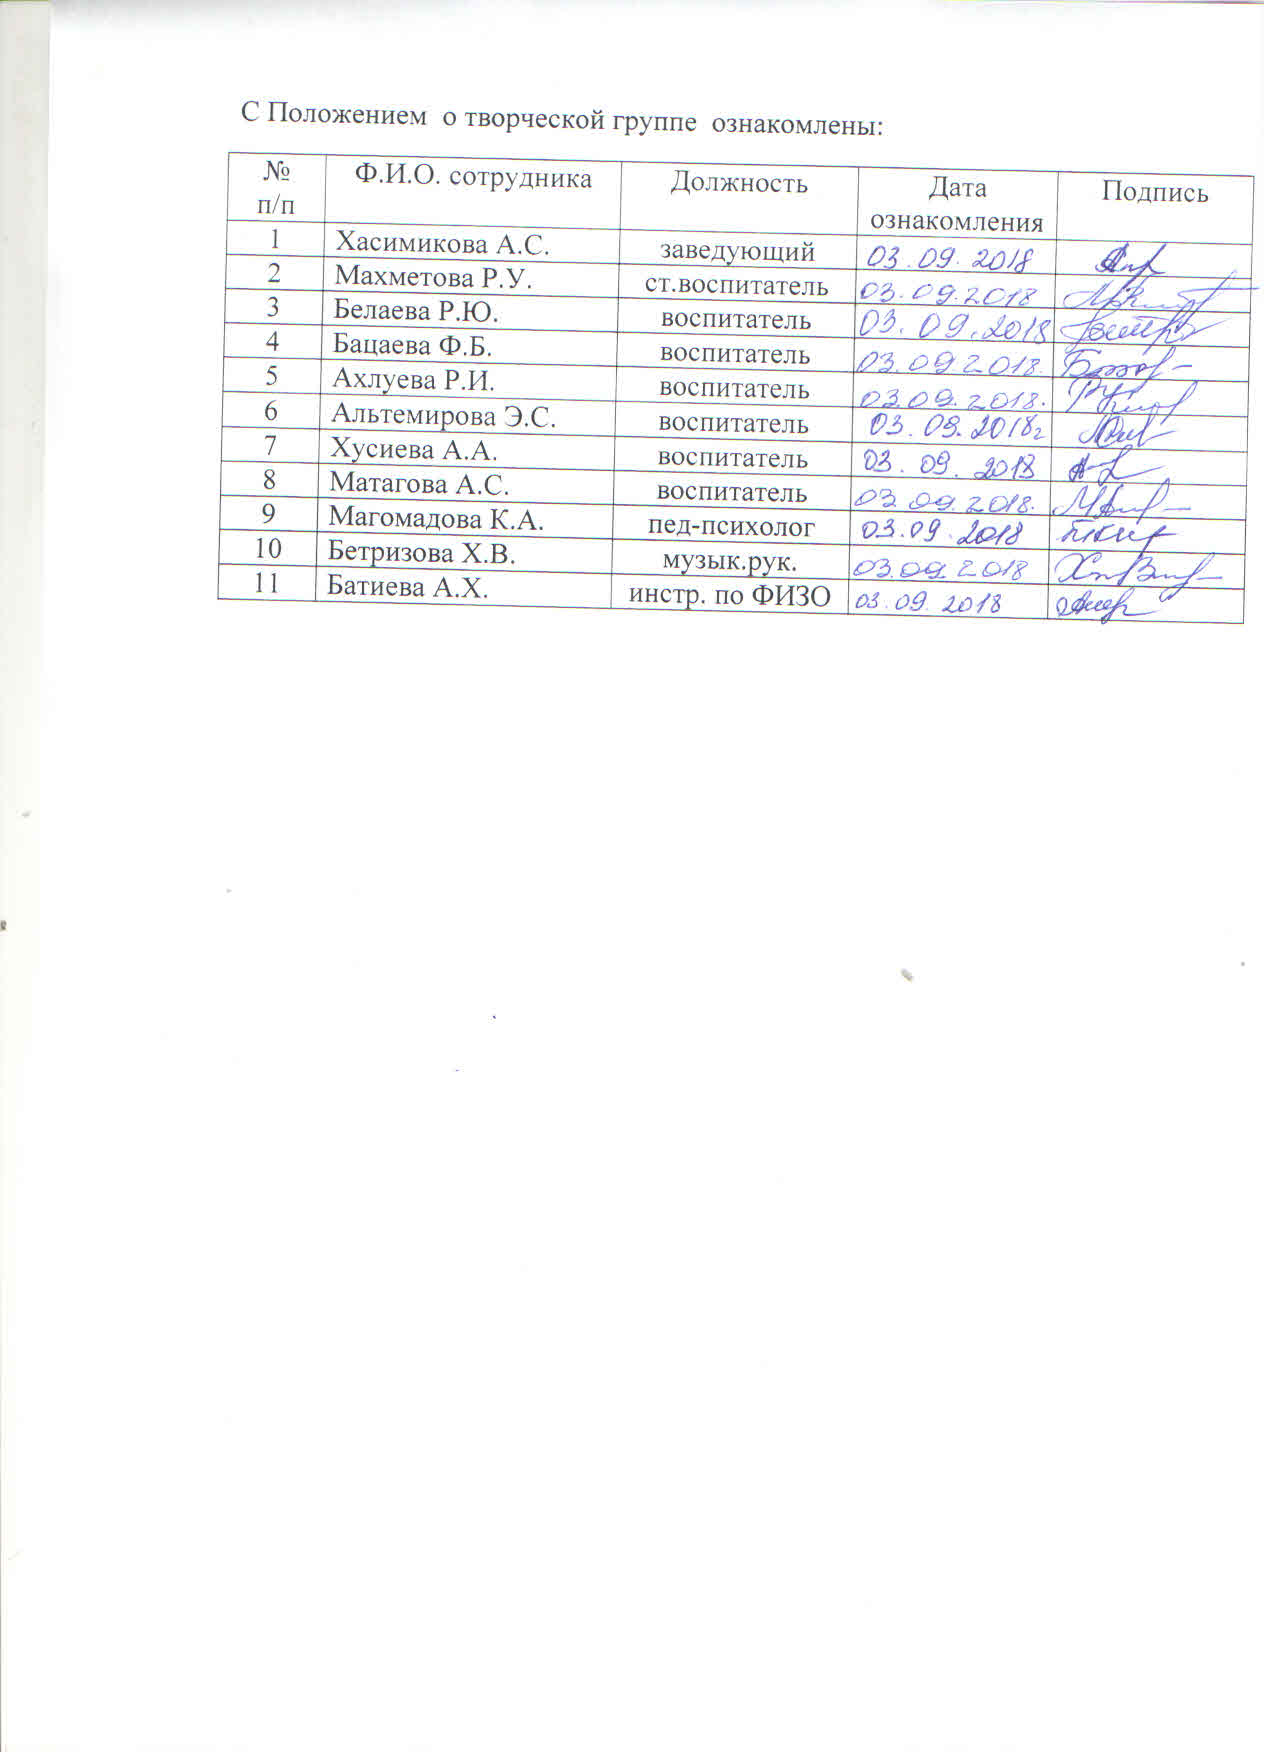 С Положением о творческой группе ознакомлены:
№ п/п Ф.И.О. сотрудника Должность Дата ознакомления Подпись
1 Хасимикова А.С. заведующий 03.09.2018
2 Махметова Р.У. ст.воспитатель 03.09.2018
3 Белаева Р.Ю. воспитатель 03.09.2018
4 Бацаева Ф.Б. воспитатель 03.09.2018.
5 Ахлуева Р.И. воспитатель 03.09.2018.
6 Альтемирова Э.С. воспитатель 03.09.2018г
7 Хусиева А.А. воспитатель 03.09.2018
8 Матагова А.С. воспитатель 03.09.2018.
9 Магомадова К.А. пед-психолог 03.09.2018
10 Бетризова Х.В. музык.рук. 03.09.2018
11 Батиева А.Х. инстр. по ФИЗО 03.09.2018